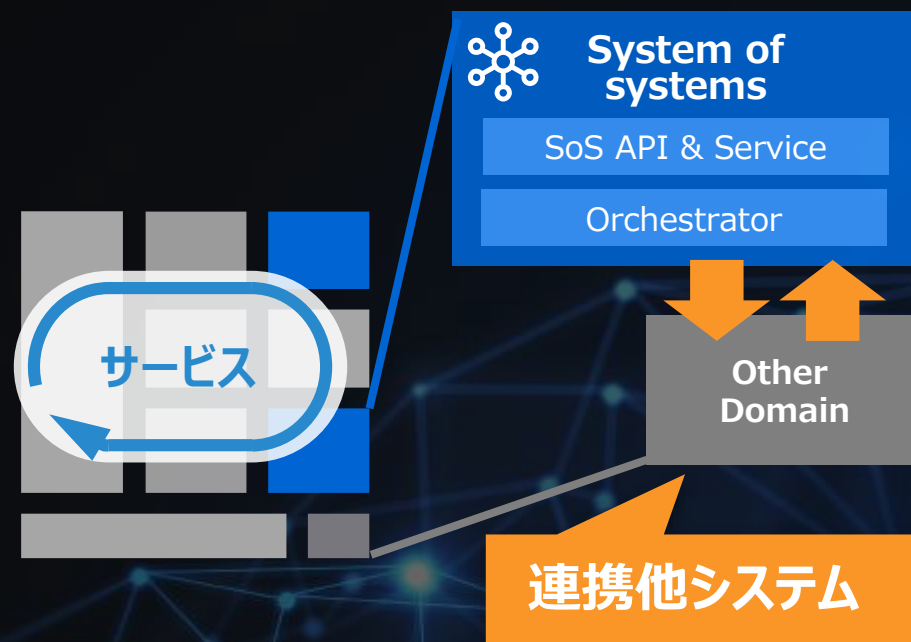 System of
systems
SoS API & Service
Orchestrator
サービス
Other
Domain
連携他システム